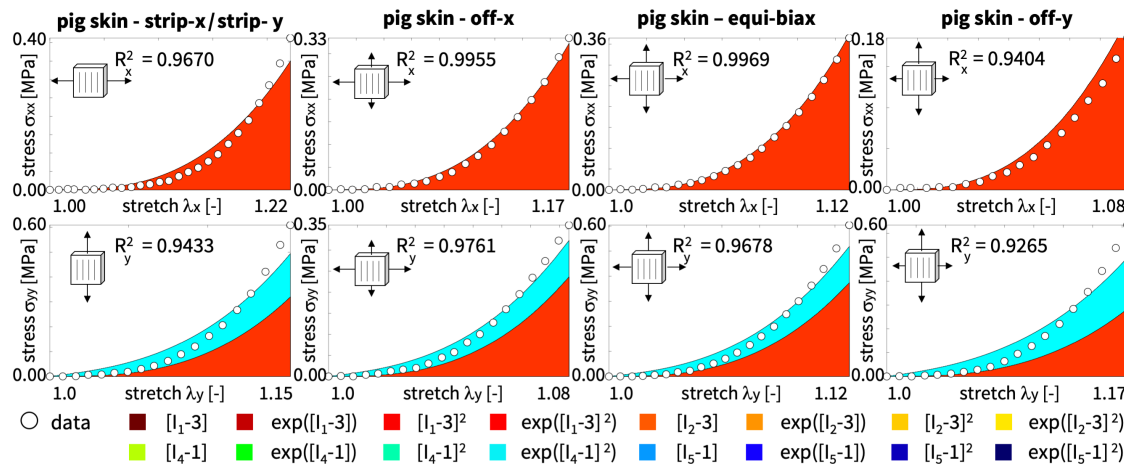 pig skin - strip-x/strip- y
pig skin - off-x
pig skin – equi-biax
pig skin - off-y
0.40
stress σxx [MPa]
0.00
R²x = 0.9670
1.00 stretch λx [-] 1.22
0.33
stress σxx [MPa]
0.00
R²x = 0.9955
1.00 stretch λx [-] 1.17
0.36
stress σxx [MPa]
0.00
R²x = 0.9969
1.00 stretch λx [-] 1.12
0.18
stress σxx [MPa]
0.00
R²x = 0.9404
1.00 stretch λx [-] 1.08
0.60
stress σyy [MPa]
0.00
R²y = 0.9433
1.0 stretch λy [-] 1.15
0.35
stress σyy [MPa]
0.00
R²y = 0.9761
1.0 stretch λy [-] 1.08
0.60
stress σyy [MPa]
0.00
R²y = 0.9678
1.0 stretch λy [-] 1.12
0.60
stress σyy [MPa]
0.00
R²y = 0.9265
1.0 stretch λy [-] 1.17
data [I₁-3] exp([I₁-3]) [I₁-3]² exp([I₁-3]²) [I₂-3] exp([I₂-3]) [I₂-3]² exp([I₂-3]²)
[I₄-1] exp([I₄-1]) [I₄-1]² exp([I₄-1]²) [I₅-1] exp([I₅-1]) [I₅-1]² exp([I₅-1]²)